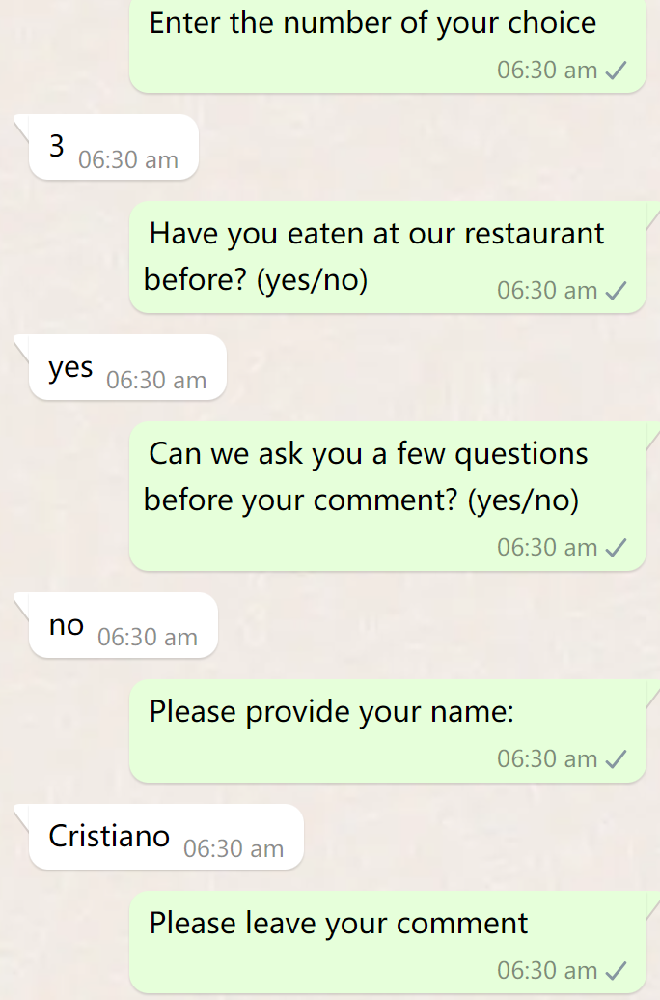 Enter the number of your choice
06:30 am
3 06:30 am
Have you eaten at our restaurant
before? (yes/no) 06:30 am
yes 06:30 am
Can we ask you a few questions
before your comment? (yes/no)
06:30 am
no 06:30 am
Please provide your name:
06:30 am
Cristiano 06:30 am
Please leave your comment
06:30 am